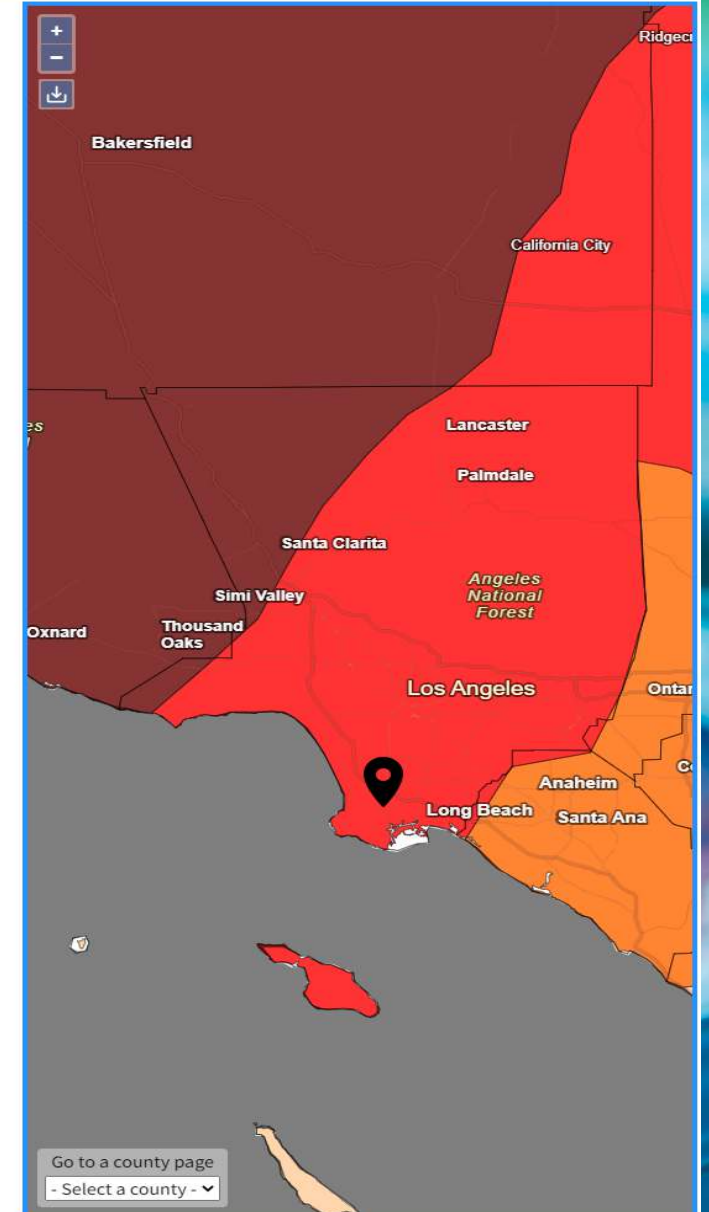 +
−
Ridgecr
Bakersfield
California City
es
Lancaster
Palmdale
Santa Clarita
Angeles
National
Forest
Simi Valley
Oxnard
Thousand
Oaks
Los Angeles
Ontar
Anaheim
Long Beach
Santa Ana
Go to a county page
- Select a county -